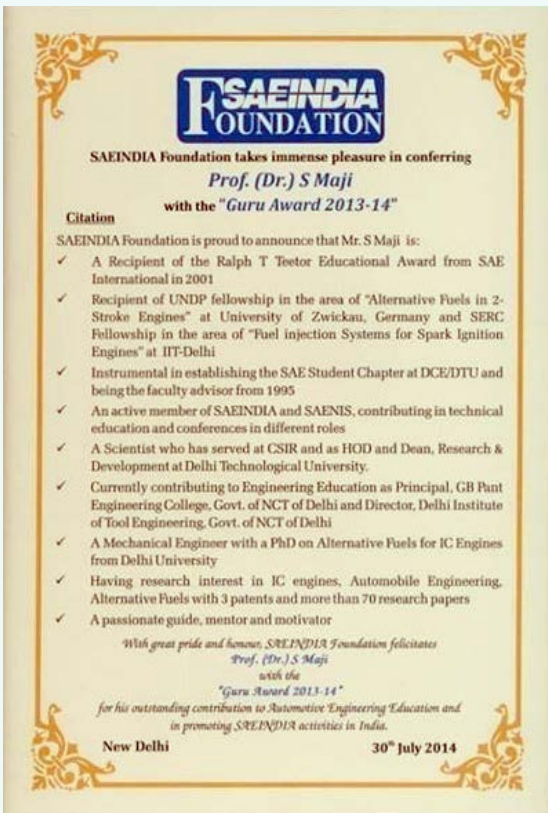 SAEINDIA
FOUNDATION
SAEINDIA Foundation takes immense pleasure in conferring
Prof. (Dr.) S Maji
with the "Guru Award 2013-14"
Citation
SAEINDIA Foundation is proud to announce that Mr. S Maji is:
✓ A Recipient of the Ralph T Teetor Educational Award from SAE
International in 2001
✓ Recipient of UNDP fellowship in the area of "Alternative Fuels in 2-
Stroke Engines" at University of Zwickau, Germany and SERC
Fellowship in the area of "Fuel injection Systems for Spark Ignition
Engines" at IIT-Delhi
✓ Instrumental in establishing the SAE Student Chapter at DCE/DTU and
being the faculty advisor from 1995
✓ An active member of SAEINDIA and SAENIS, contributing in technical
education and conferences in different roles
✓ A Scientist who has served at CSIR and as HOD and Dean, Research &
Development at Delhi Technological University.
✓ Currently contributing to Engineering Education as Principal, GB Pant
Engineering College, Govt. of NCT of Delhi and Director, Delhi Institute
of Tool Engineering, Govt. of NCT of Delhi
✓ A Mechanical Engineer with a PhD on Alternative Fuels for IC Engines
from Delhi University
✓ Having research interest in IC engines, Automobile Engineering,
Alternative Fuels with 3 patents and more than 70 research papers
✓ A passionate guide, mentor and motivator
With great pride and honour, SAEINDIA Foundation felicitates
Prof. (Dr.) S Maji
with the
"Guru Award 2013-14"
for his outstanding contribution to Automotive Engineering Education and
in promoting SAEINDIA activities in India.
New Delhi 30th July 2014